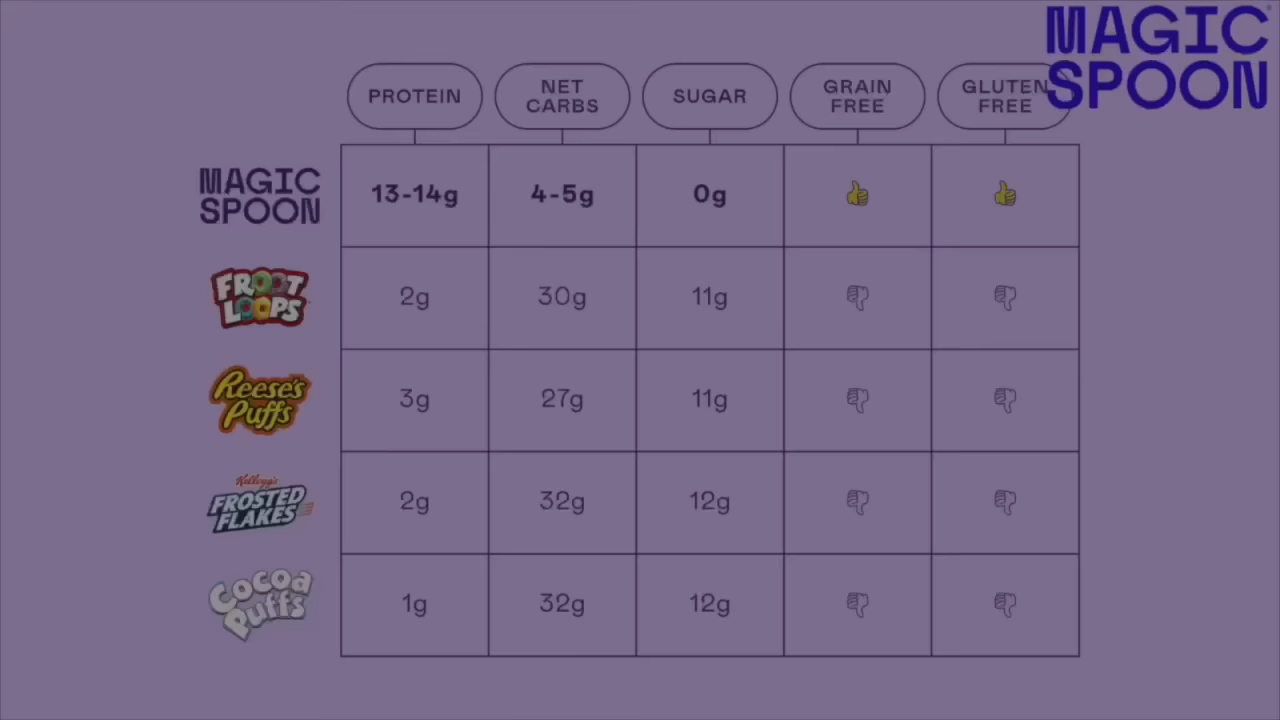 MAGIC
SPOON
PROTEIN
NET
CARBS
SUGAR
GRAIN
FREE
GLUTEN
FREE
MAGIC
SPOON
13-14g
4-5g
0g
FROOT
LOOPS
2g
30g
11g
Reese's
Puffs
3g
27g
11g
Kellogg's
FROSTED
FLAKES
2g
32g
12g
Cocoa
Puffs
1g
32g
12g